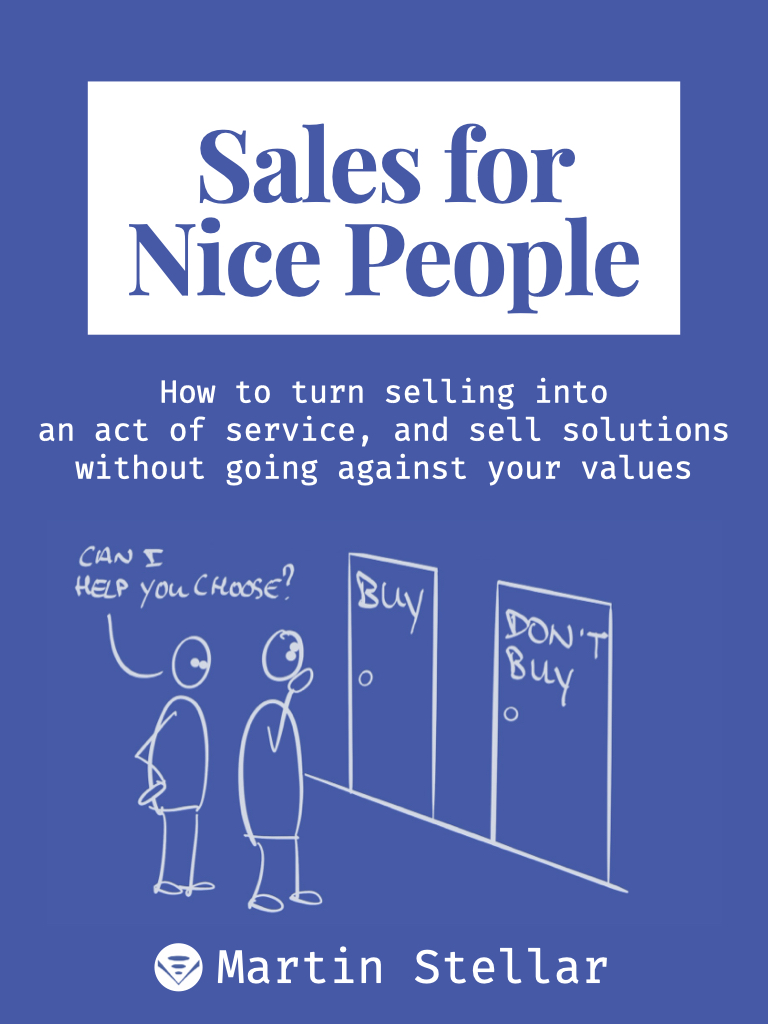 Sales for
Nice People
How to turn selling into
an act of service, and sell solutions
without going against your values
CAN I
HELP YOU CHOOSE?
BUY
DON'T
BUY
Martin Stellar